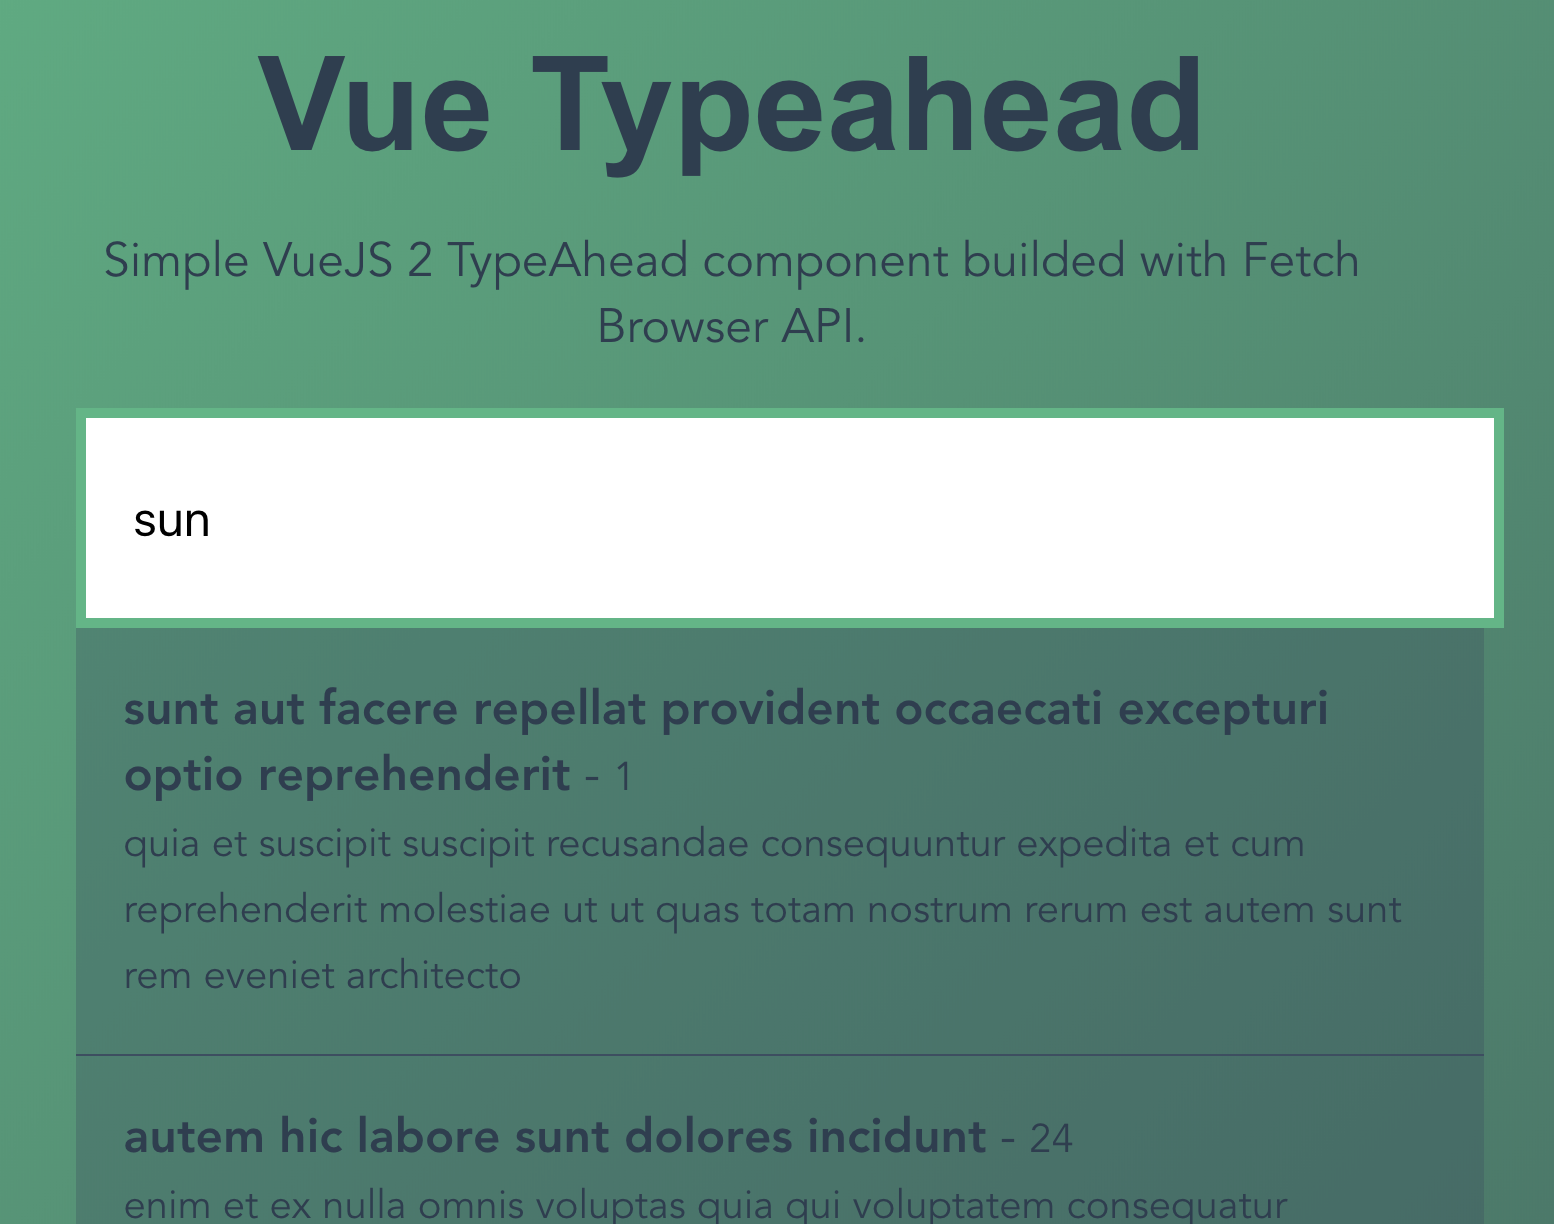 Vue Typeahead
Simple VueJS 2 TypeAhead component builded with Fetch
Browser API.
sun
sunt aut facere repellat provident occaecati excepturi
optio reprehenderit - 1
quia et suscipit suscipit recusandae consequuntur expedita et cum
reprehenderit molestiae ut ut quas totam nostrum rerum est autem sunt
rem eveniet architecto
autem hic labore sunt dolores incidunt - 24
enim et ex nulla omnis voluptas quia qui voluptatem consequatur